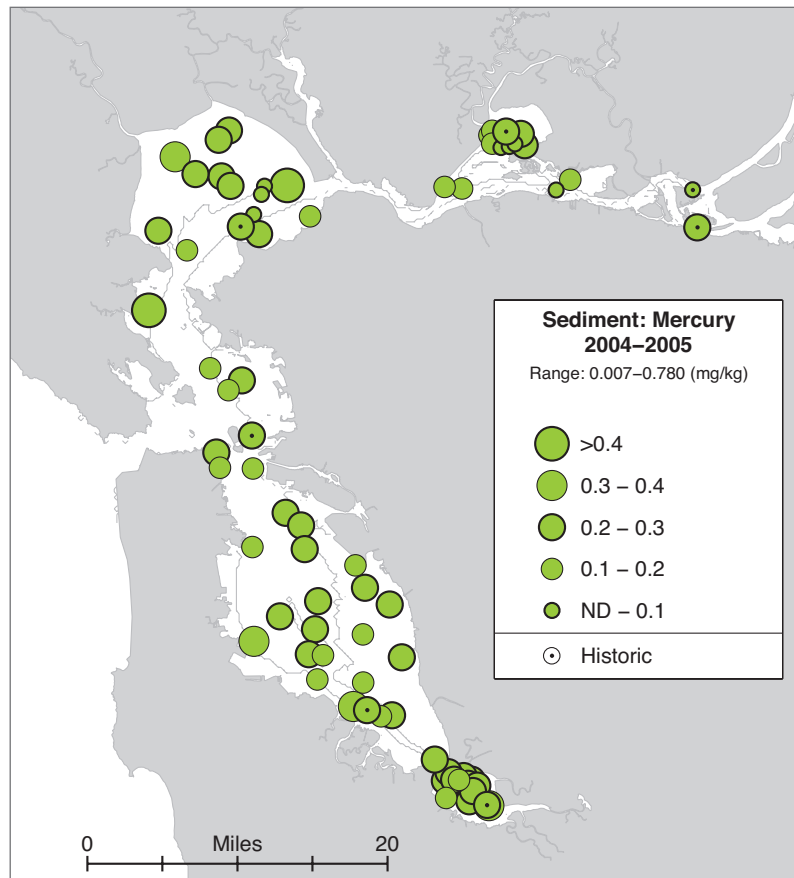 Sediment: Mercury
2004–2005
Range: 0.007–0.780 (mg/kg)
>0.4
0.3 – 0.4
0.2 – 0.3
0.1 – 0.2
ND – 0.1
Historic
0 Miles 20